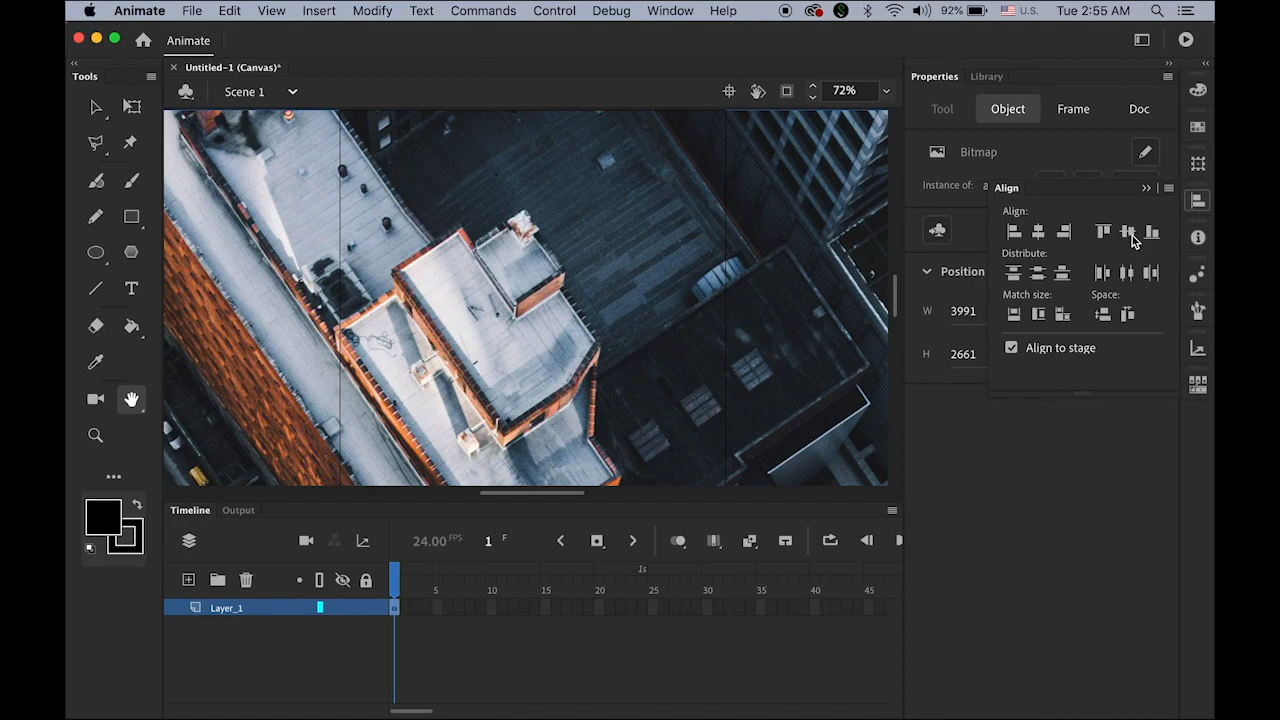 Animate File Edit View Insert Modify Text Commands Control Debug Window Help 92% U.S. Tue 2:55 AM
Animate
Tools
Untitled-1 (Canvas)*
Properties Library
Scene 1
72%
Tool Object Frame Doc
Bitmap
Instance of:
Align
Align:
Distribute:
Position
Match size: Space:
W 3991
Align to stage
H 2661
Timeline Output
24.00 FPS 1 F
1s
5 10 15 20 25 30 35 40 45
Layer_1